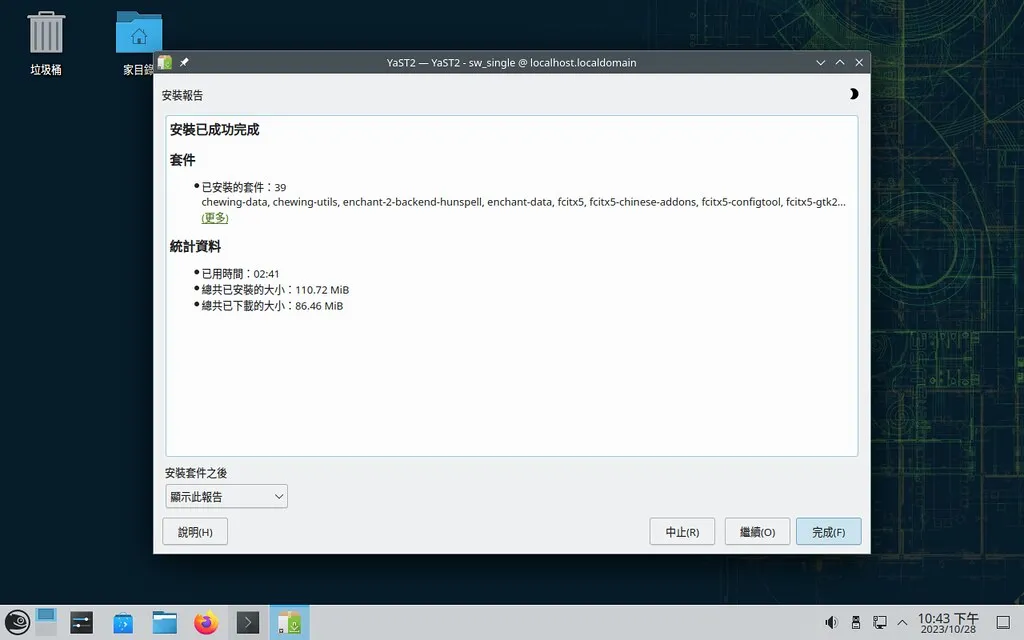 垃圾桶
家目錄
YaST2 — YaST2 - sw_single @ localhost.localdomain
安裝報告
安裝已成功完成
套件
已安裝的套件：39
chewing-data, chewing-utils, enchant-2-backend-hunspell, enchant-data, fcitx5, fcitx5-chinese-addons, fcitx5-configtool, fcitx5-gtk2...
(更多)
統計資料
已用時間：02:41
總共已安裝的大小：110.72 MiB
總共已下載的大小：86.46 MiB
安裝套件之後
顯示此報告
說明(H)
中止(R)
繼續(O)
完成(F)
10:43 下午
2023/10/28